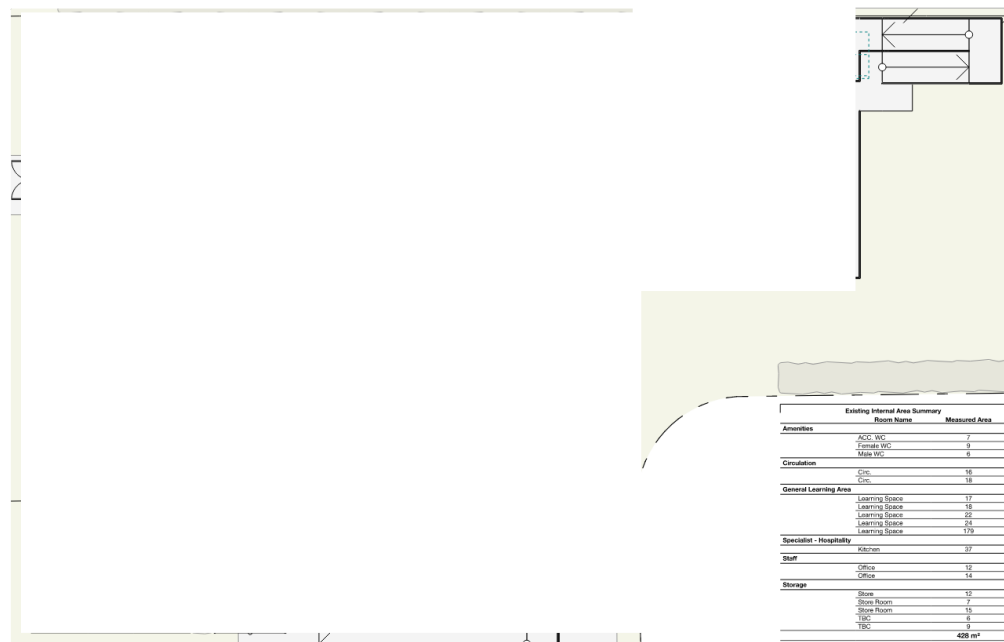 Existing Internal Area Summary
Room Name Measured Area
Amenities
ACC. WC 7
Female WC 9
Male WC 6
Circulation
Circ. 16
Circ. 18
General Learning Area
Learning Space 17
Learning Space 18
Learning Space 22
Learning Space 24
Learning Space 179
Specialist - Hospitality
Kitchen 37
Staff
Office 12
Office 14
Storage
Store 12
Store Room 7
Store Room 15
TBC 6
TBC 9
428 m²